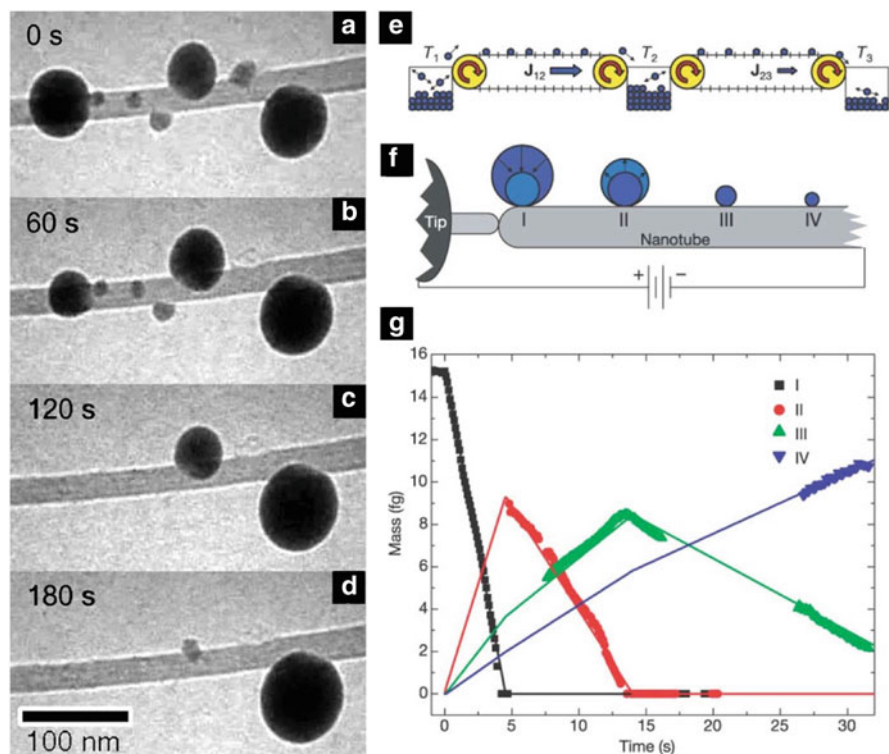 0 s
a
60 s
b
120 s
c
180 s
d
100 nm
e
T1 T2 T3
J12 J23
f
Tip
I II III IV
Nanotube
+ −
g
16
14
12
10
8
6
4
2
0
Mass (fg)
I
II
III
IV
0 5 10 15 20 25 30
Time (s)